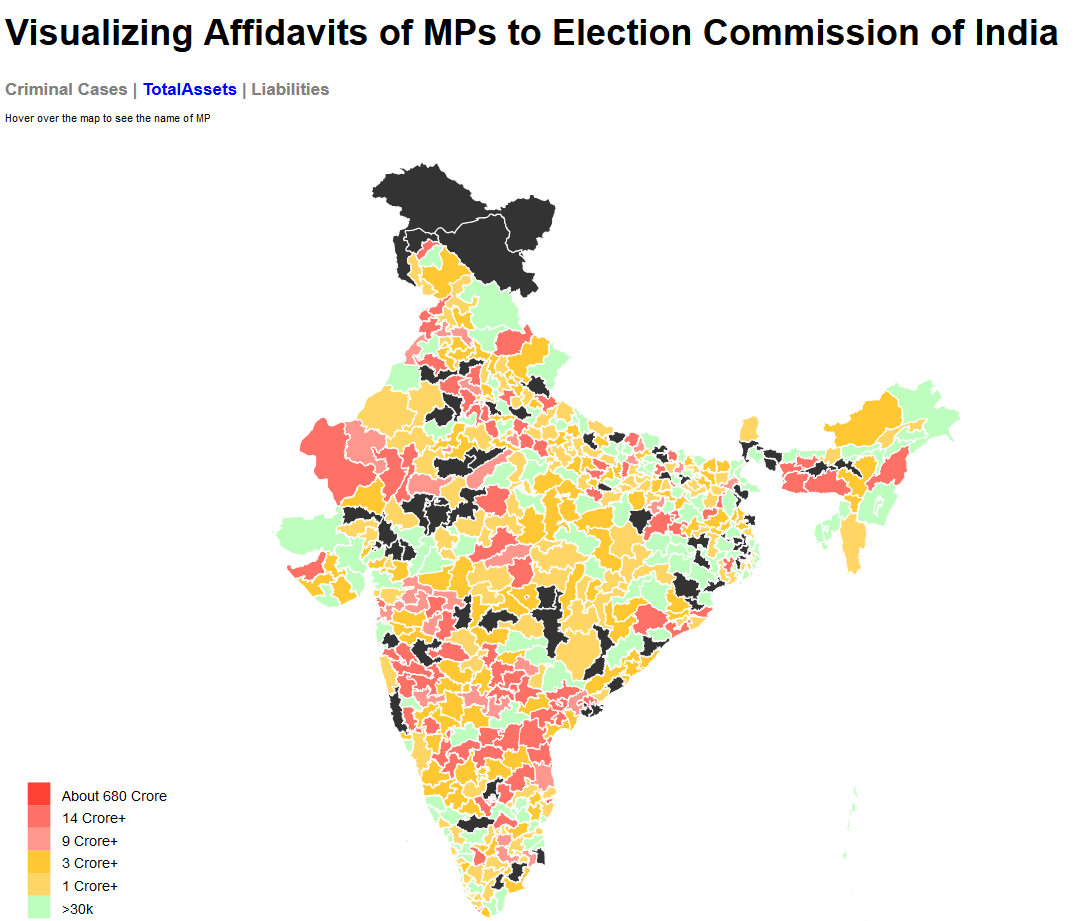 Visualizing Affidavits of MPs to Election Commission of India
Criminal Cases | TotalAssets | Liabilities
Hover over the map to see the name of MP
About 680 Crore
14 Crore+
9 Crore+
3 Crore+
1 Crore+
>30k